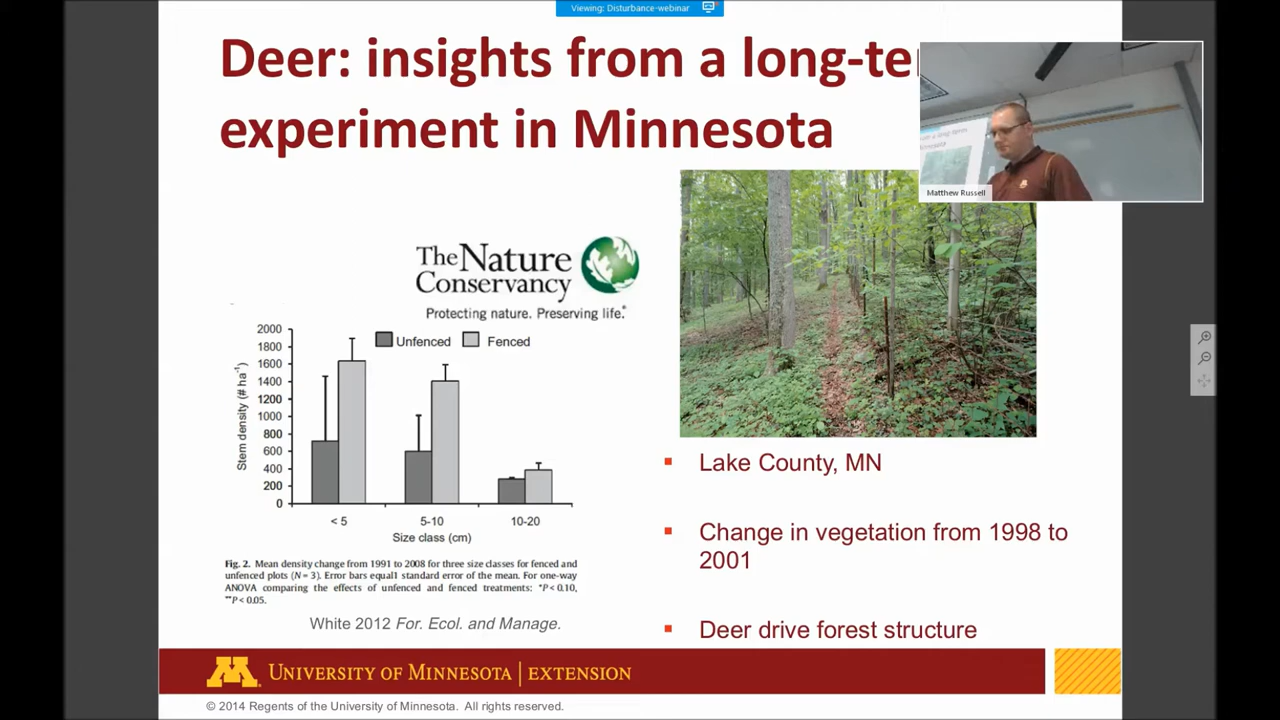 Viewing: Disturbance-webinar
Deer: insights from a long-te
experiment in Minnesota
Matthew Russell
The Nature
Conservancy
Protecting nature. Preserving life.
Unfenced
Fenced
Stem density (# ha⁻¹)
2000
1800
1600
1400
1200
1000
800
600
400
200
0
< 5
5-10
10-20
Size class (cm)
Fig. 2. Mean density change from 1991 to 2008 for three size classes for fenced and
unfenced plots (N = 3). Error bars equal1 standard error of the mean. For one-way
ANOVA comparing the effects of unfenced and fenced treatments: *P < 0.10,
**P < 0.05.
White 2012 For. Ecol. and Manage.
Lake County, MN
Change in vegetation from 1998 to
2001
Deer drive forest structure
M UNIVERSITY OF MINNESOTA | EXTENSION
© 2014 Regents of the University of Minnesota. All rights reserved.